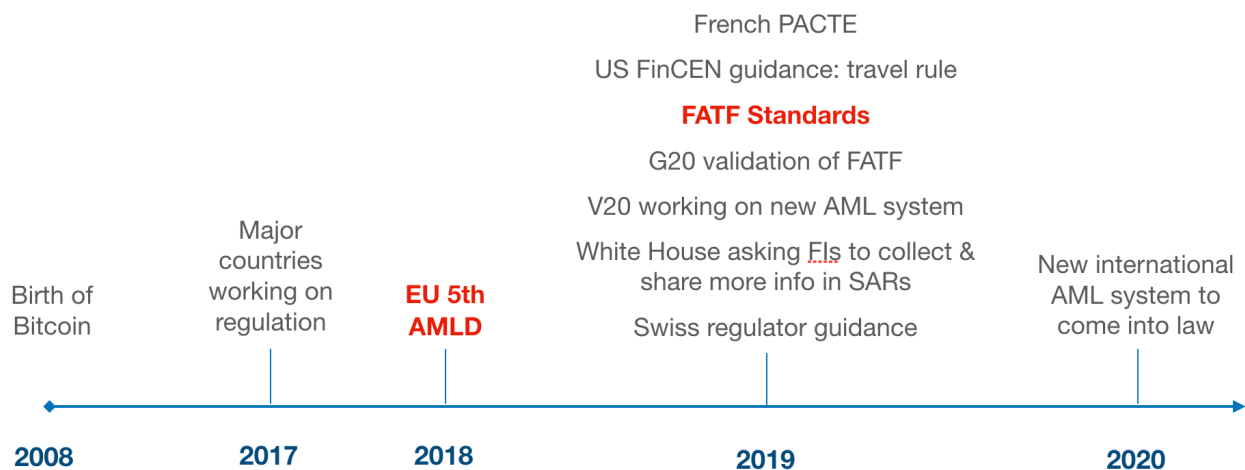 French PACTE
US FinCEN guidance: travel rule
FATF Standards
G20 validation of FATF
V20 working on new AML system
White House asking FIs to collect &
share more info in SARs
Swiss regulator guidance
Major
countries
working on
regulation
New international
AML system to
come into law
Birth of
Bitcoin
EU 5th
AMLD
2008
2017
2018
2019
2020